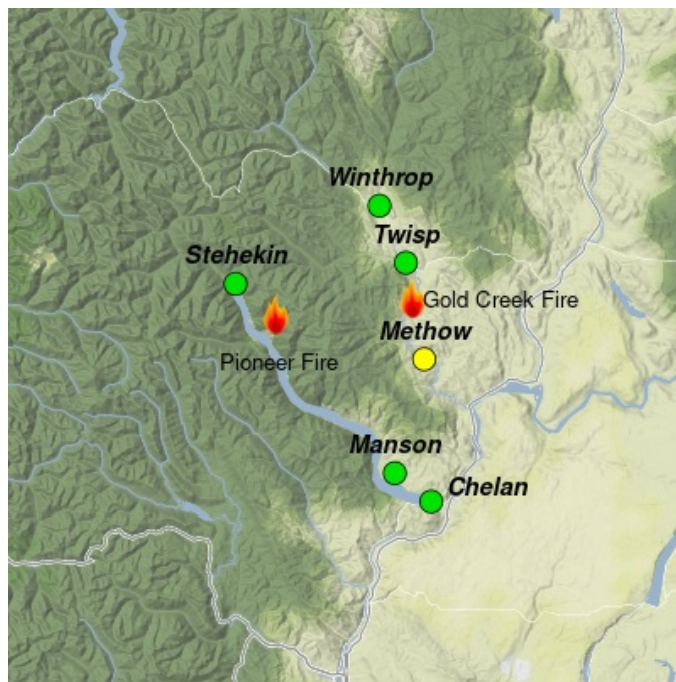 Winthrop
Twisp
Stehekin
Gold Creek Fire
Methow
Pioneer Fire
Manson
Chelan